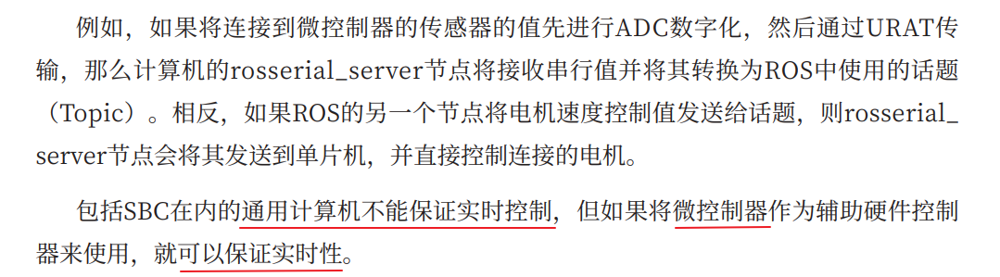 例如，如果将连接到微控制器的传感器的值先进行ADC数字化，然后通过URAT传
输，那么计算机的rosserial_server节点将接收串行值并将其转换为ROS中使用的话题
（Topic）。相反，如果ROS的另一个节点将电机速度控制值发送给话题，则rosserial_
server节点会将其发送到单片机，并直接控制连接的电机。
包括SBC在内的通用计算机不能保证实时控制，但如果将微控制器作为辅助硬件控制
器来使用，就可以保证实时性。